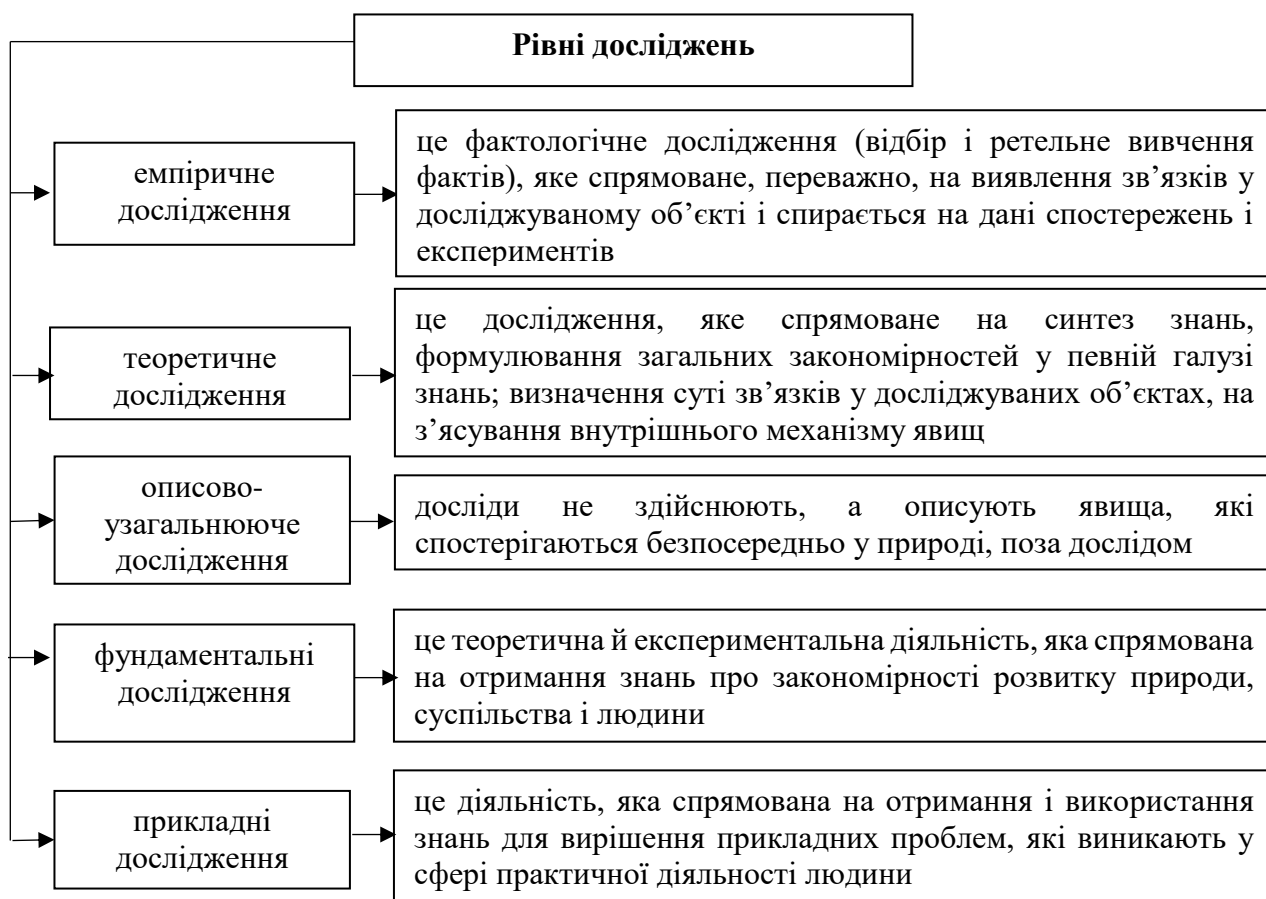 Рівні досліджень
емпіричне
дослідження
це фактологічне дослідження (відбір і ретельне вивчення
фактів), яке спрямоване, переважно, на виявлення зв’язків у
досліджуваному об’єкті і спирається на дані спостережень і
експериментів
теоретичне
дослідження
це дослідження, яке спрямоване на синтез знань,
формулювання загальних закономірностей у певній галузі
знань; визначення суті зв’язків у досліджуваних об’єктах, на
з’ясування внутрішнього механізму явищ
описово-
узагальнююче
дослідження
досліди не здійснюють, а описують явища, які
спостерігаються безпосередньо у природі, поза дослідом
фундаментальні
дослідження
це теоретична й експериментальна діяльність, яка спрямована
на отримання знань про закономірності розвитку природи,
суспільства і людини
прикладні
дослідження
це діяльність, яка спрямована на отримання і використання
знань для вирішення прикладних проблем, які виникають у
сфері практичної діяльності людини